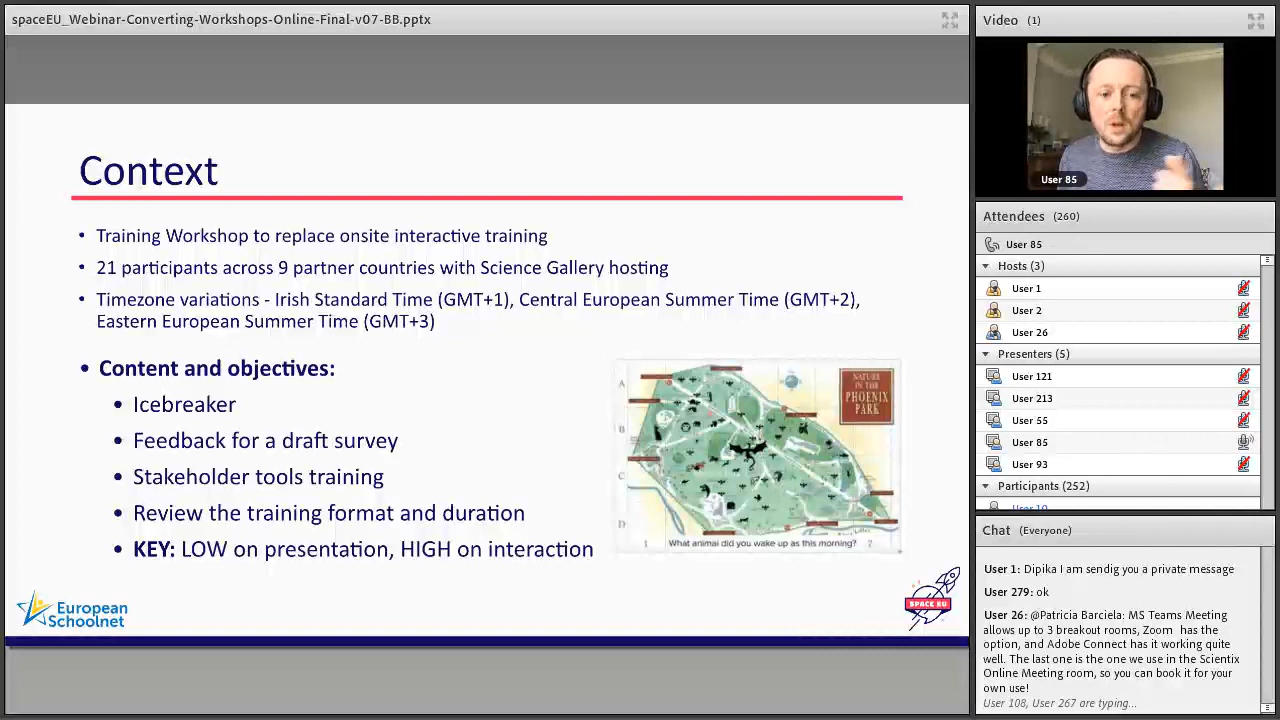 spaceEU_Webinar-Converting-Workshops-Online-Final-v07-BB.pptx
Context
• Training Workshop to replace onsite interactive training
• 21 participants across 9 partner countries with Science Gallery hosting
• Timezone variations - Irish Standard Time (GMT+1), Central European Summer Time (GMT+2),
Eastern European Summer Time (GMT+3)
• Content and objectives:
• Icebreaker
• Feedback for a draft survey
• Stakeholder tools training
• Review the training format and duration
• KEY: LOW on presentation, HIGH on interaction
NATURE
IN THE
PHOENIX
PARK
A
B
C
D
1
What animal did you wake up as this morning?
European
Schoolnet
SPACE EU
Video (1)
User 85
Attendees (260)
User 85
Hosts (3)
User 1
User 2
User 26
Presenters (5)
User 121
User 213
User 55
User 85
User 93
Participants (252)
User 10
Chat (Everyone)
User 1: Dipika I am sendig you a private message
User 279: ok
User 26: @Patricia Barciela: MS Teams Meeting
allows up to 3 breakout rooms, Zoom has the
option, and Adobe Connect has it working quite
well. The last one is the one we use in the Scientix
Online Meeting room, so you can book it for your
own use!
User 108, User 267 are typing...